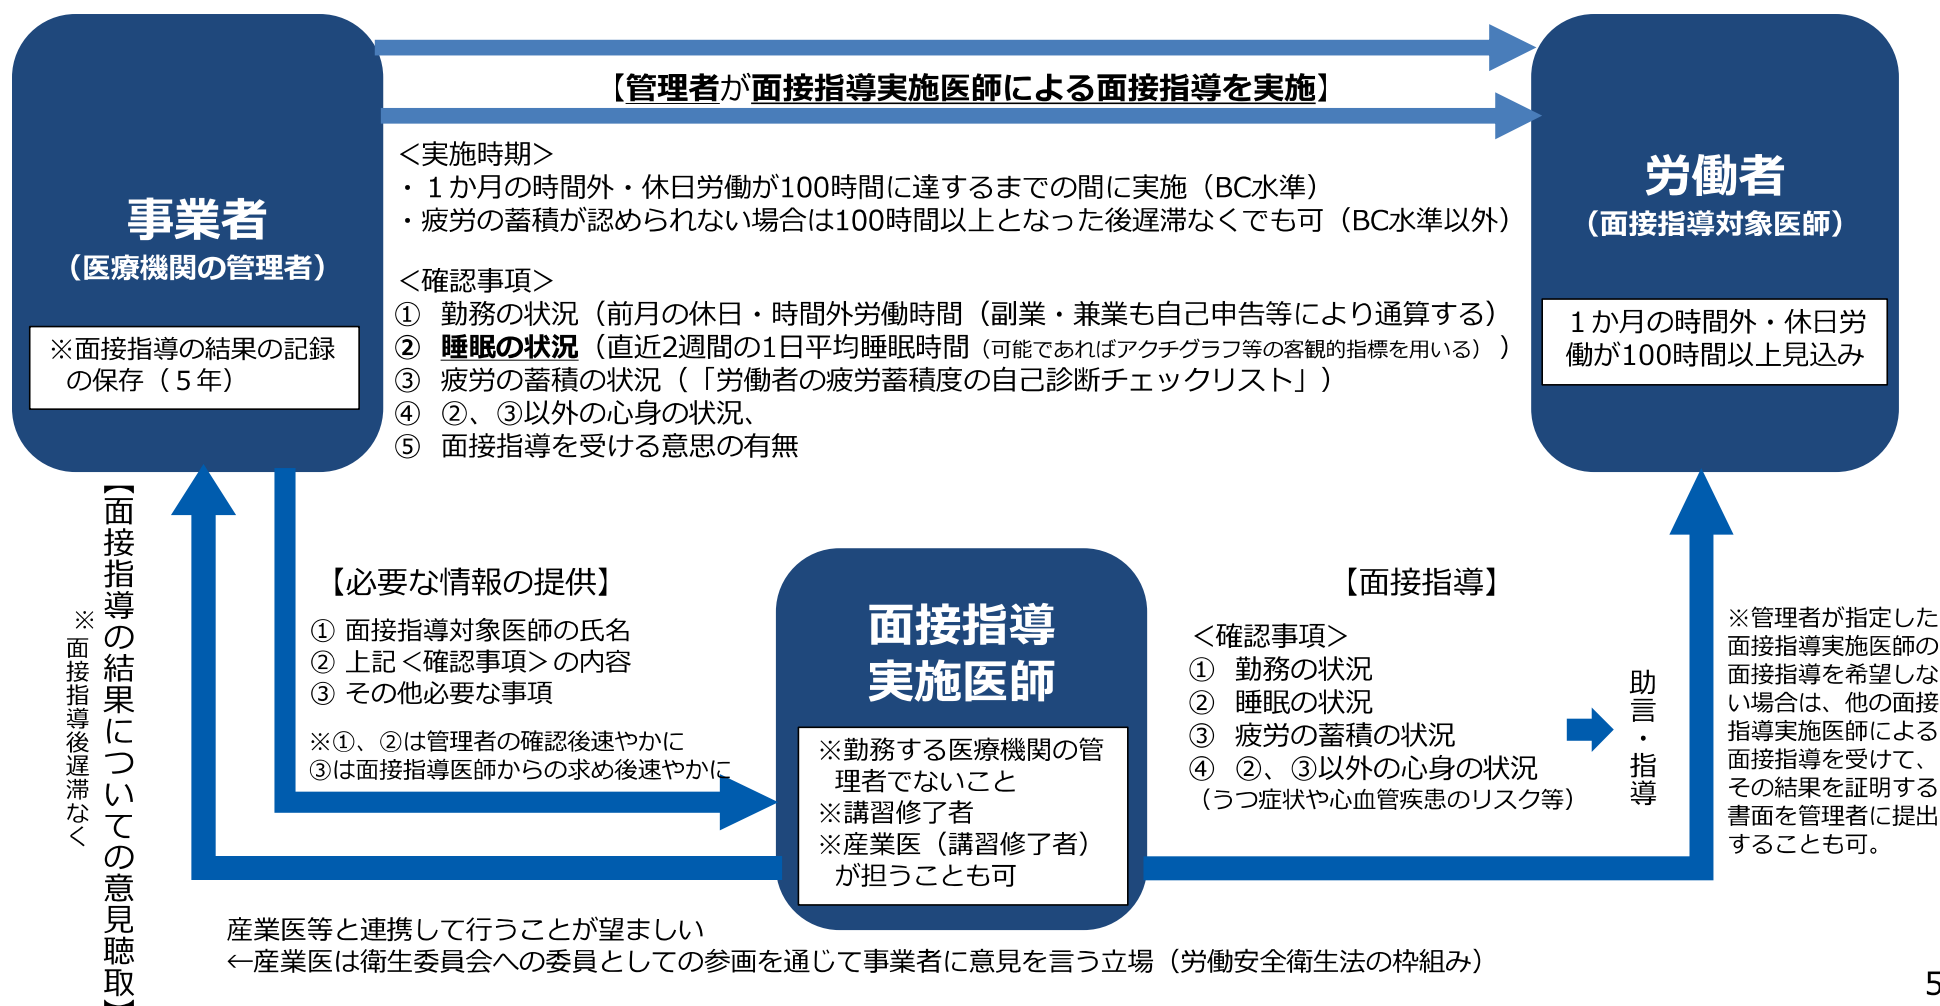 事業者
（医療機関の管理者）
※面接指導の結果の記録
の保存（５年）
【管理者が面接指導実施医師による面接指導を実施】
＜実施時期＞
・１か月の時間外・休日労働が100時間に達するまでの間に実施（BC水準）
・疲労の蓄積が認められない場合は100時間以上となった後遅滞なくでも可（BC水準以外）
＜確認事項＞
① 勤務の状況（前月の休日・時間外労働時間（副業・兼業も自己申告等により通算する）
② 睡眠の状況（直近2週間の1日平均睡眠時間（可能であればアクチグラフ等の客観的指標を用いる））
③ 疲労の蓄積の状況（「労働者の疲労蓄積度の自己診断チェックリスト」）
④ ②、③以外の心身の状況、
⑤ 面接指導を受ける意思の有無
労働者
（面接指導対象医師）
１か月の時間外・休日労
働が100時間以上見込み
【面接指導の結果についての意見聴取】
※面接指導後遅滞なく
【必要な情報の提供】
① 面接指導対象医師の氏名
② 上記＜確認事項＞の内容
③ その他必要な事項
※①、②は管理者の確認後速やかに
③は面接指導医師からの求め後速やかに
面接指導
実施医師
※勤務する医療機関の管
理者でないこと
※講習修了者
※産業医（講習修了者）
が担うことも可
【面接指導】
＜確認事項＞
① 勤務の状況
② 睡眠の状況
③ 疲労の蓄積の状況
④ ②、③以外の心身の状況
（うつ症状や心血管疾患のリスク等）
助言・指導
※管理者が指定した
面接指導実施医師の
面接指導を希望しな
い場合は、他の面接
指導実施医師による
面接指導を受けて、
その結果を証明する
書面を管理者に提出
することも可。
産業医等と連携して行うことが望ましい
←産業医は衛生委員会への委員としての参画を通じて事業者に意見を言う立場（労働安全衛生法の枠組み）
5